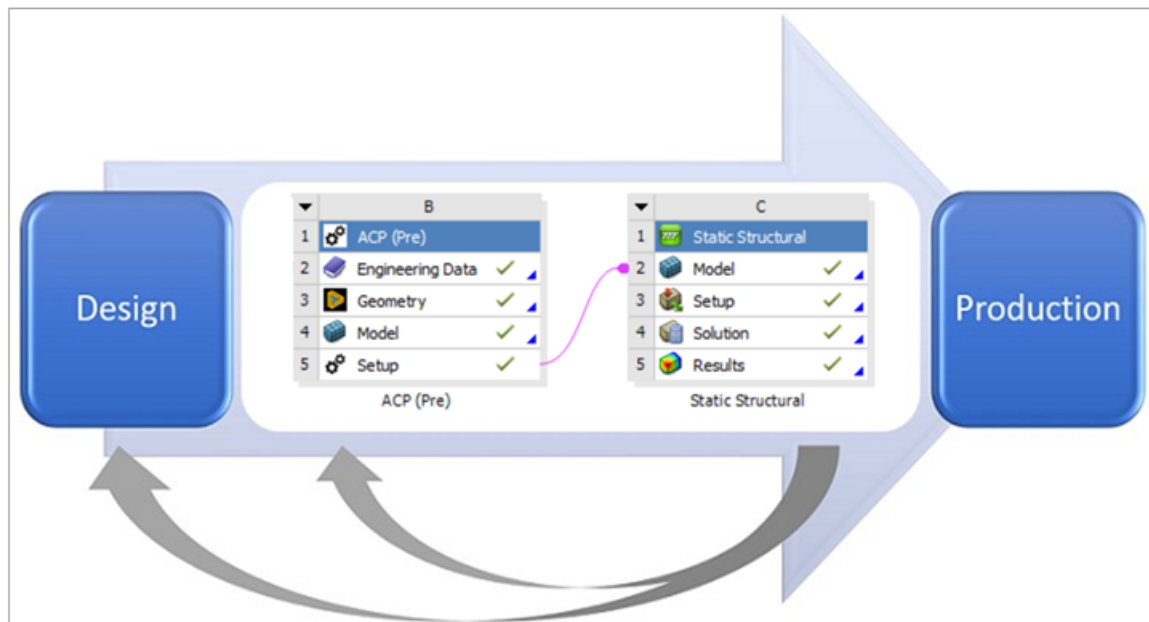 Design
B
1 ACP (Pre)
2 Engineering Data
3 Geometry
4 Model
5 Setup
ACP (Pre)
C
1 Static Structural
2 Model
3 Setup
4 Solution
5 Results
Static Structural
Production